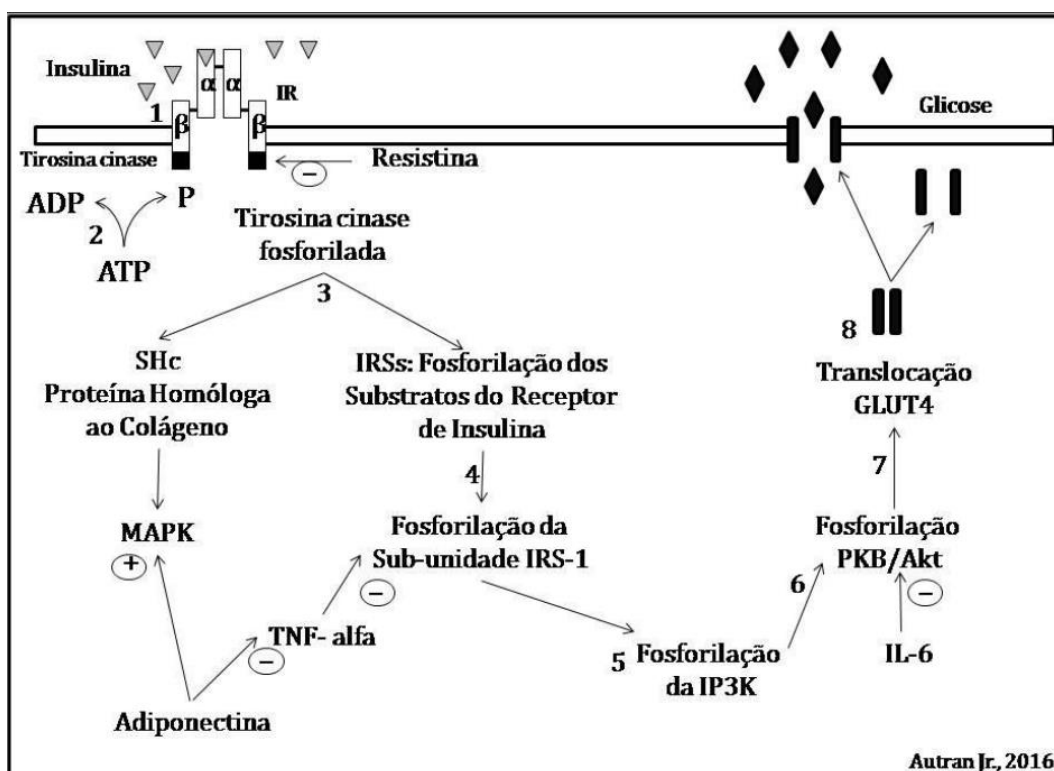 Insulina
1
α
α
IR
β
β
Glicose
Tirosina cinase
−
Resistina
ADP
P
2
ATP
Tirosina cinase
fosforilada
3
8
SHc
Proteína Homóloga
ao Colágeno
IRSs: Fosforilação dos
Substratos do Receptor
de Insulina
Translocação
GLUT4
4
7
MAPK
+
Fosforilação da
Sub-unidade IRS-1
Fosforilação
PKB/Akt
−
6
−
TNF- alfa
−
5
Fosforilação
da IP3K
IL-6
Adiponectina
Autran Jr., 2016